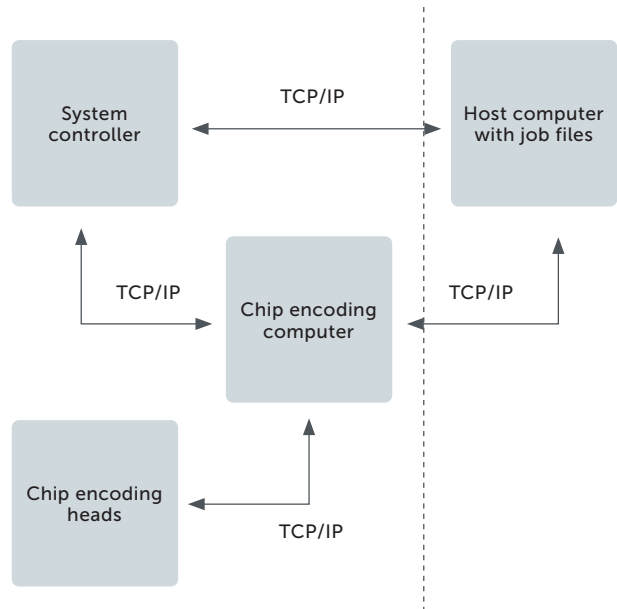 TCP/IP
System
controller
Host computer
with job files
TCP/IP
TCP/IP
Chip encoding
computer
Chip encoding
heads
TCP/IP